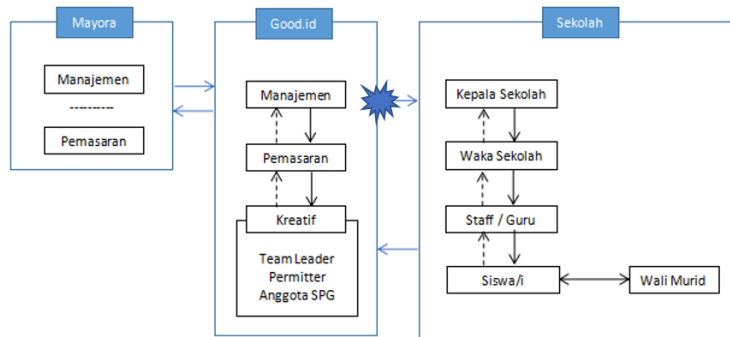 Mayora
Manajemen
----------
Pemasaran
Good.id
Manajemen
Pemasaran
Kreatif
Team Leader
Permitter
Anggota SPG
Sekolah
Kepala Sekolah
Waka Sekolah
Staff / Guru
Siswa/i
Wali Murid